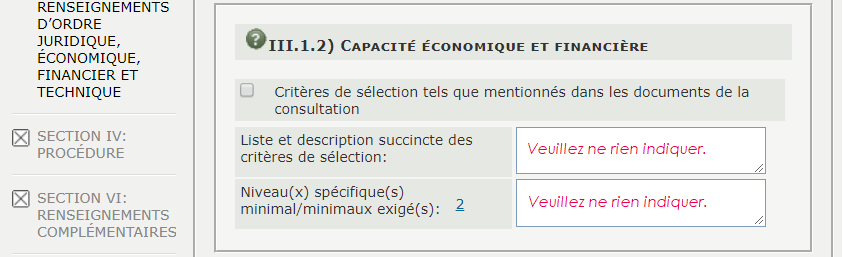 RENSEIGNEMENTS
D’ORDRE
JURIDIQUE,
ÉCONOMIQUE,
FINANCIER ET
TECHNIQUE
SECTION IV:
PROCÉDURE
SECTION VI:
RENSEIGNEMENTS
COMPLÉMENTAIRES
? III.1.2) CAPACITÉ ÉCONOMIQUE ET FINANCIÈRE
Critères de sélection tels que mentionnés dans les documents de la
consultation
Liste et description succincte des
critères de sélection:
Veuillez ne rien indiquer.
Niveau(x) spécifique(s)
minimal/minimaux exigé(s): 2
Veuillez ne rien indiquer.